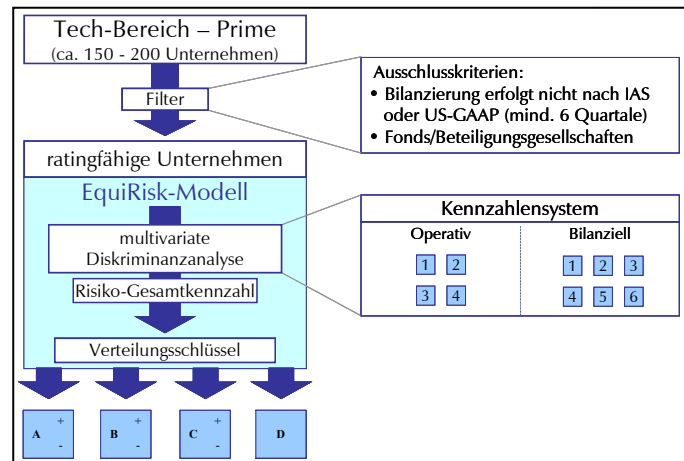 Tech-Bereich – Prime
(ca. 150 - 200 Unternehmen)
Filter
Ausschlusskriterien:
• Bilanzierung erfolgt nicht nach IAS
oder US-GAAP (mind. 6 Quartale)
• Fonds/Beteiligungsgesellschaften
ratingfähige Unternehmen
EquiRisk-Modell
multivariate
Diskriminanzanalyse
Risiko-Gesamtkennzahl
Verteilungsschlüssel
Kennzahlensystem
Operativ
1 2
3 4
Bilanziell
1 2 3
4 5 6
A + -
B + -
C + -
D